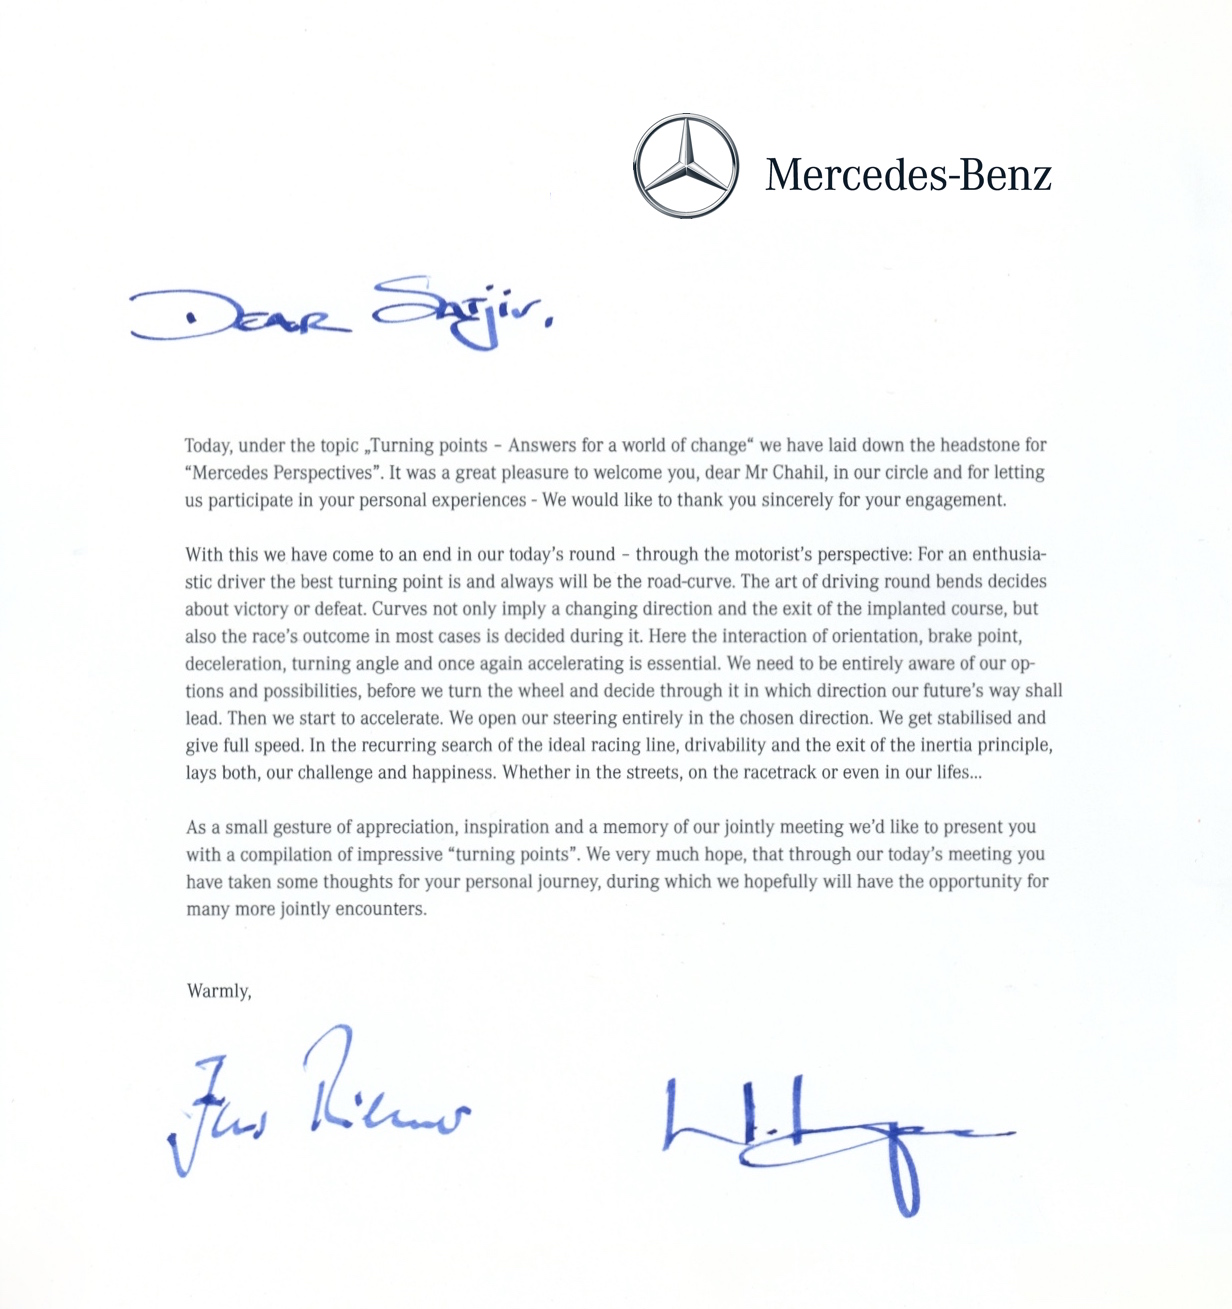 Mercedes-Benz
Dear Satjiv,
Today, under the topic „Turning points – Answers for a world of change“ we have laid down the headstone for
“Mercedes Perspectives”. It was a great pleasure to welcome you, dear Mr Chahil, in our circle and for letting
us participate in your personal experiences - We would like to thank you sincerely for your engagement.
With this we have come to an end in our today’s round – through the motorist’s perspective: For an enthusia-
stic driver the best turning point is and always will be the road-curve. The art of driving round bends decides
about victory or defeat. Curves not only imply a changing direction and the exit of the implanted course, but
also the race’s outcome in most cases is decided during it. Here the interaction of orientation, brake point,
deceleration, turning angle and once again accelerating is essential. We need to be entirely aware of our op-
tions and possibilities, before we turn the wheel and decide through it in which direction our future’s way shall
lead. Then we start to accelerate. We open our steering entirely in the chosen direction. We get stabilised and
give full speed. In the recurring search of the ideal racing line, drivability and the exit of the inertia principle,
lays both, our challenge and happiness. Whether in the streets, on the racetrack or even in our lifes...
As a small gesture of appreciation, inspiration and a memory of our jointly meeting we’d like to present you
with a compilation of impressive “turning points”. We very much hope, that through our today’s meeting you
have taken some thoughts for your personal journey, during which we hopefully will have the opportunity for
many more jointly encounters.
Warmly,